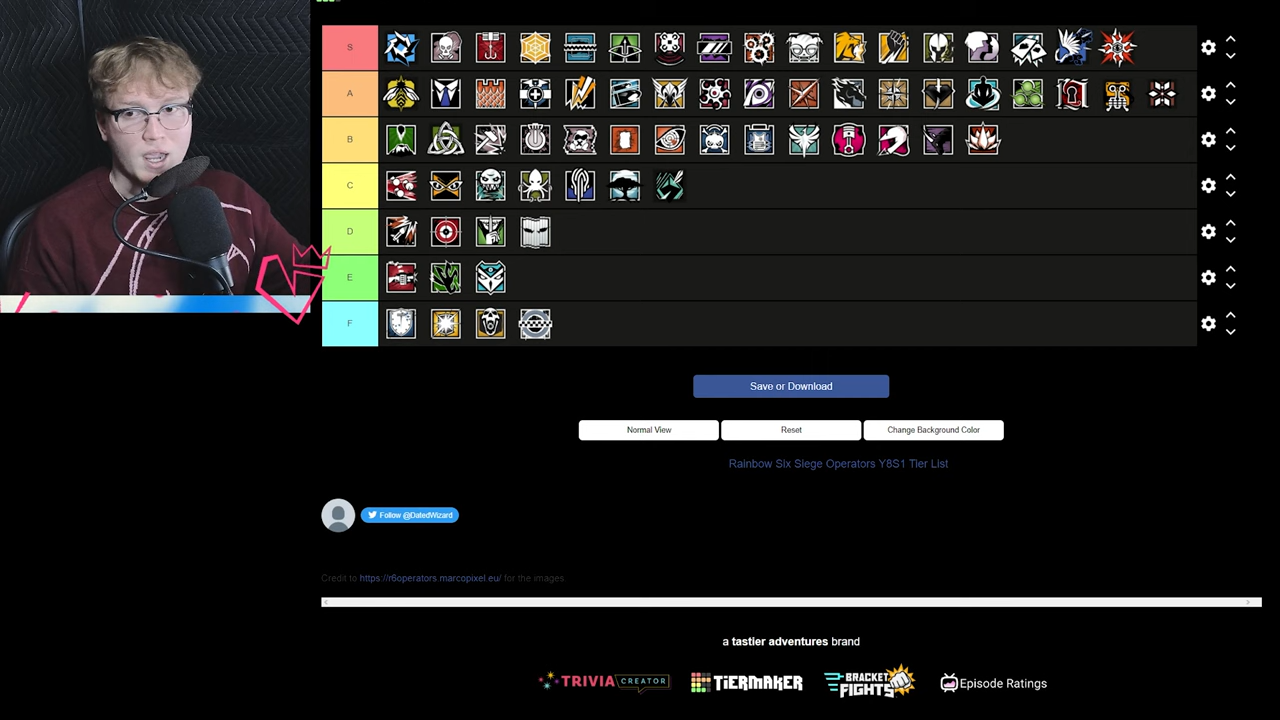 S
A
B
C
D
E
F
Save or Download
Normal View
Reset
Change Background Color
Rainbow Six Siege Operators Y8S1 Tier List
Follow @DatedWizard
Credit to https://r6operators.marcopixel.eu/ for the images
a tastier adventures brand
TRIVIA CREATOR
TIERMAKER
BRACKET FIGHTS
Episode Ratings